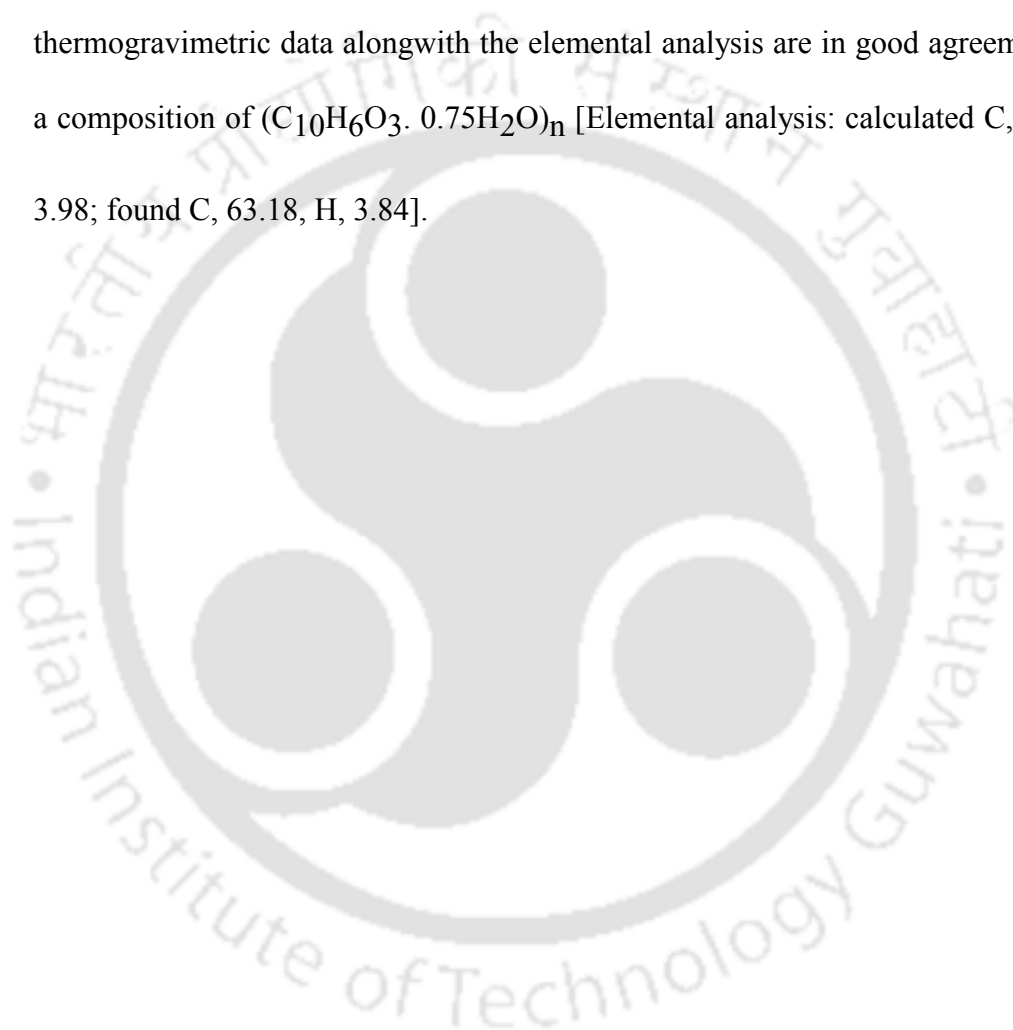 thermogravimetric data alongwith the elemental analysis are in good agreem
a composition of (C10H6O3. 0.75H2O)n [Elemental analysis: calculated C,
3.98; found C, 63.18, H, 3.84].
भारतीय प्रौद्योगिकी संस्थान गुवाहाटी
Indian Institute of Technology Guwahati